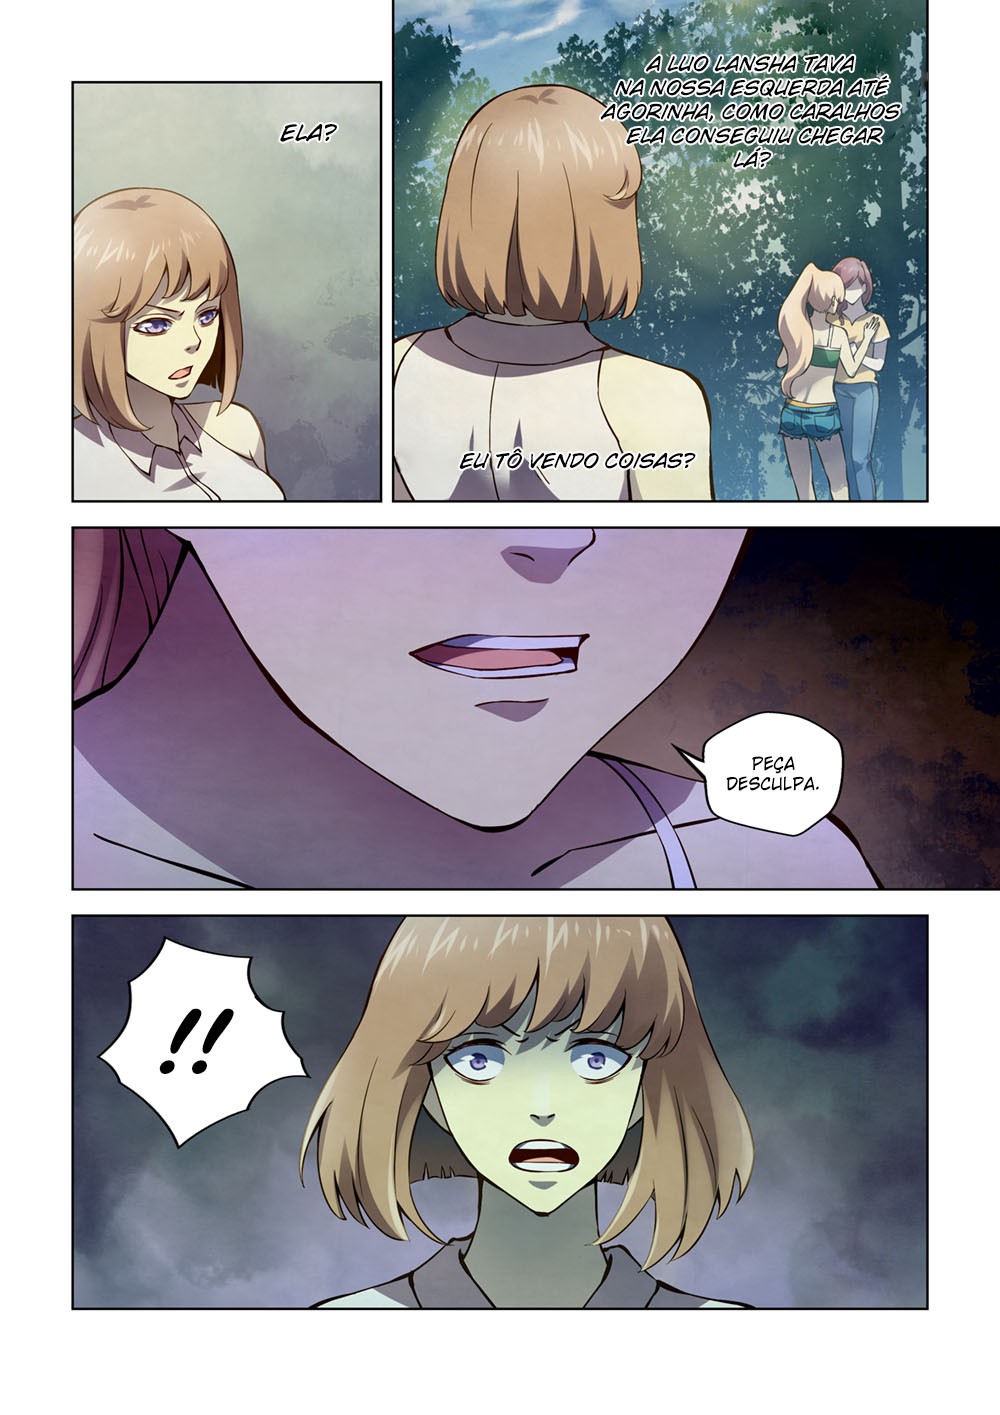 ELA?
A LUO LANSHA TAVA
NA NOSSA ESQUERDA ATÉ
AGORINHA, COMO CARALHOS
ELA CONSEGUIU CHEGAR
LÁ?
EU TÔ VENDO COISAS?
PEÇA
DESCULPA.
!!